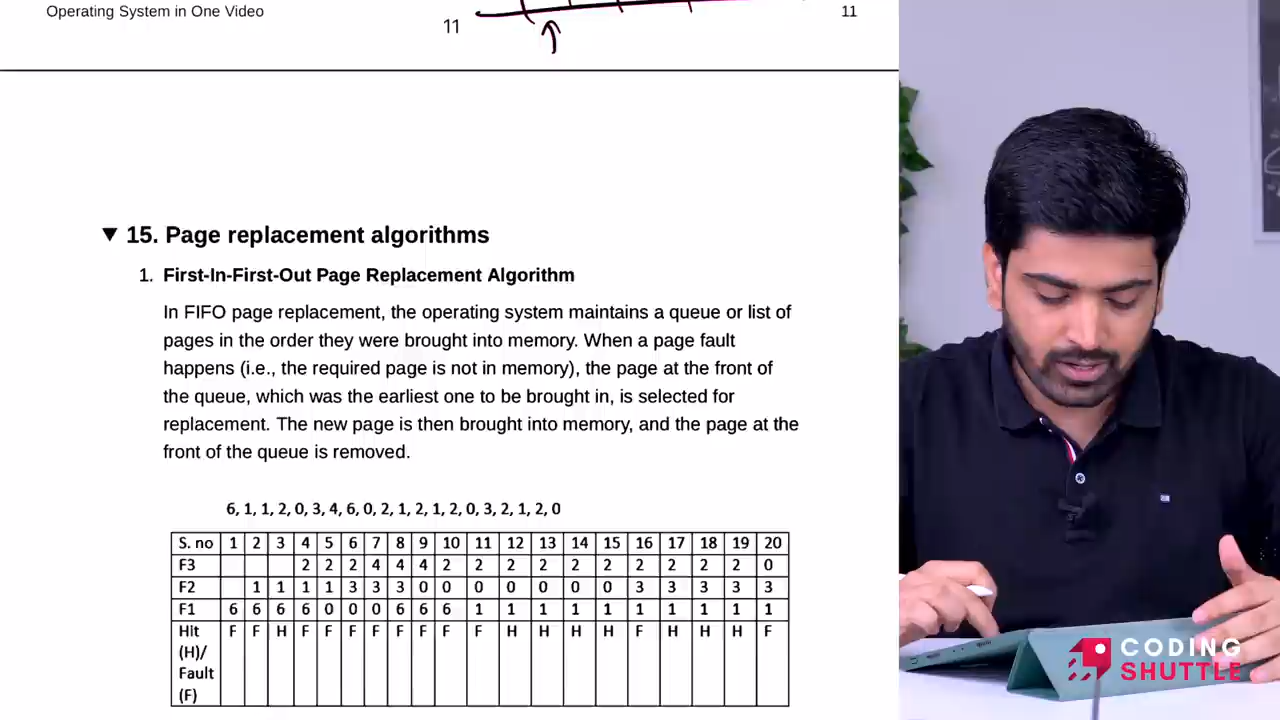 Operating System in One Video
11
11
▼ 15. Page replacement algorithms
1. First-In-First-Out Page Replacement Algorithm
In FIFO page replacement, the operating system maintains a queue or list of
pages in the order they were brought into memory. When a page fault
happens (i.e., the required page is not in memory), the page at the front of
the queue, which was the earliest one to be brought in, is selected for
replacement. The new page is then brought into memory, and the page at the
front of the queue is removed.
6, 1, 1, 2, 0, 3, 4, 6, 0, 2, 1, 2, 1, 2, 0, 3, 2, 1, 2, 0
S. no 1 2 3 4 5 6 7 8 9 10 11 12 13 14 15 16 17 18 19 20
F3 2 2 2 4 4 4 2 2 2 2 2 2 2 2 2 2 0
F2 1 1 1 1 3 3 3 0 0 0 0 0 0 0 3 3 3 3 3
F1 6 6 6 6 0 0 0 6 6 6 1 1 1 1 1 1 1 1 1 1
Hit F F H F F F F F F F F H H H H F H H H F
(H)/
Fault
(F)
CODING
SHUTTLE